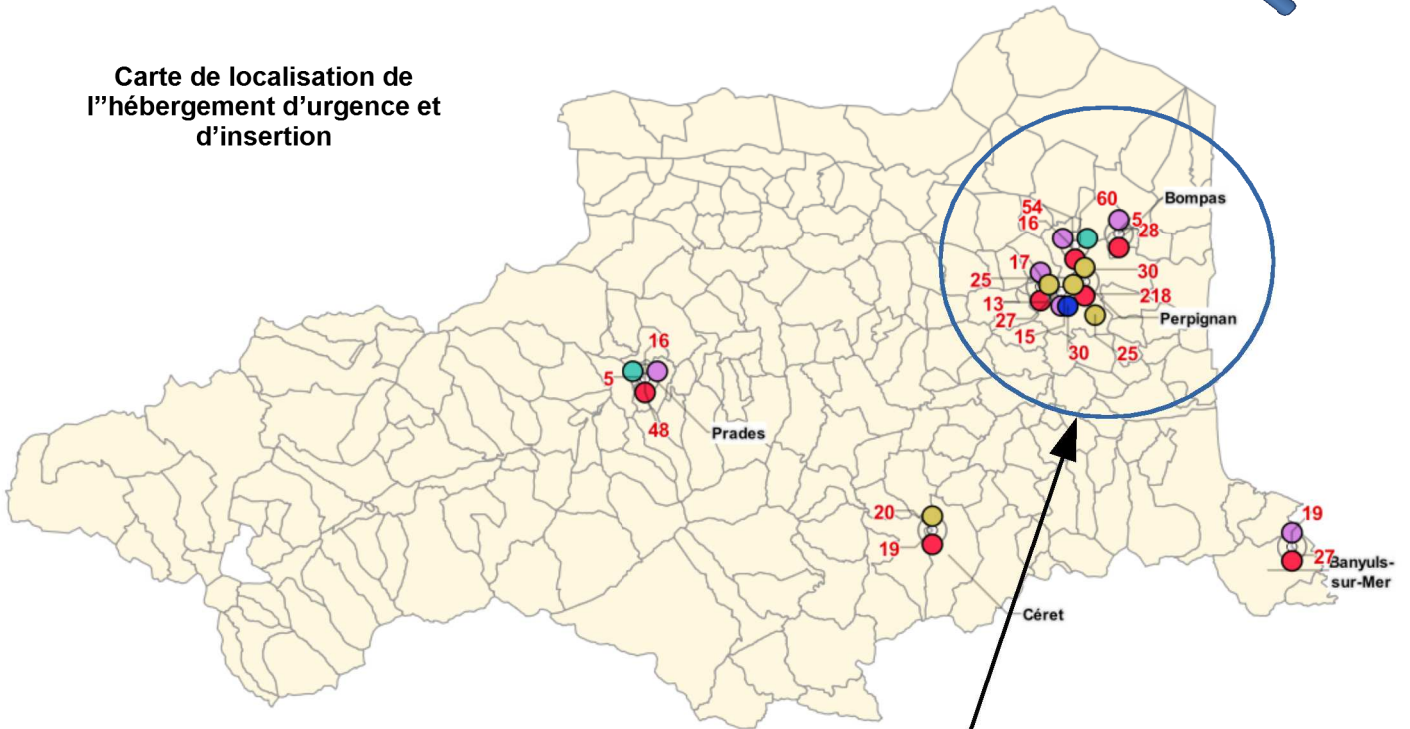 Carte de localisation de
l''hébergement d'urgence et
d'insertion
Bompas
60
54
5
16
28
17
30
25
218
13
Perpignan
27
15
30
25
16
5
48
Prades
20
19
Céret
19
27
Banyuls-
sur-Mer